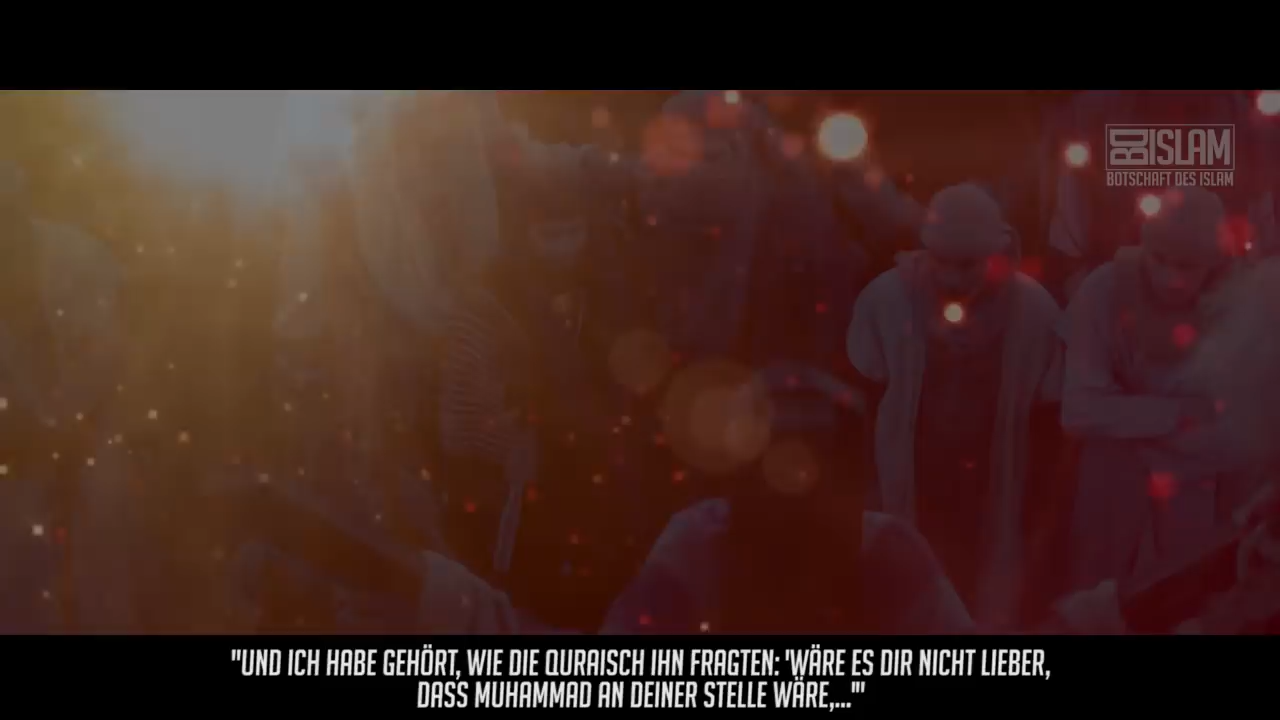 BDISLAM
BOTSCHAFT DES ISLAM
"UND ICH HABE GEHÖRT, WIE DIE QURAISCH IHN FRAGTEN: 'WÄRE ES DIR NICHT LIEBER,
DASS MUHAMMAD AN DEINER STELLE WÄRE,...'"